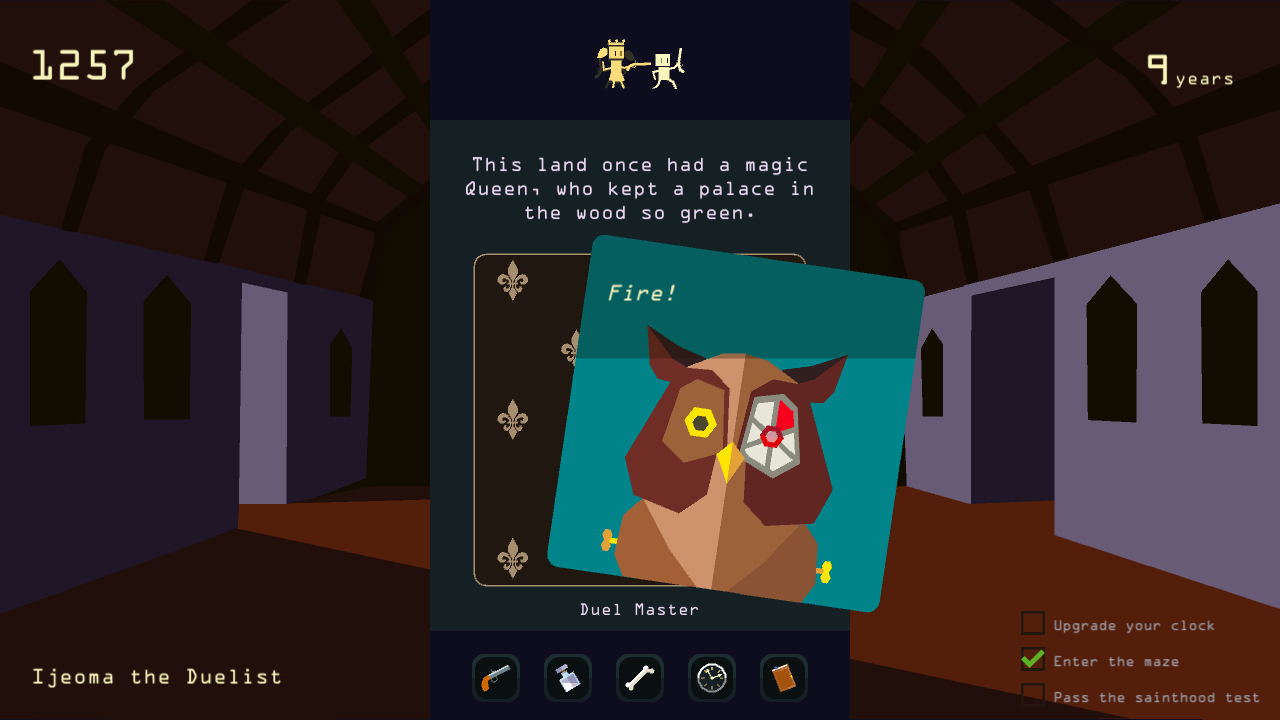 1257
9 years
This land once had a magic
Queen, who kept a palace in
the wood so green.
Fire!
Duel Master
Ijeoma the Duelist
Upgrade your clock
Enter the maze
Pass the sainthood test